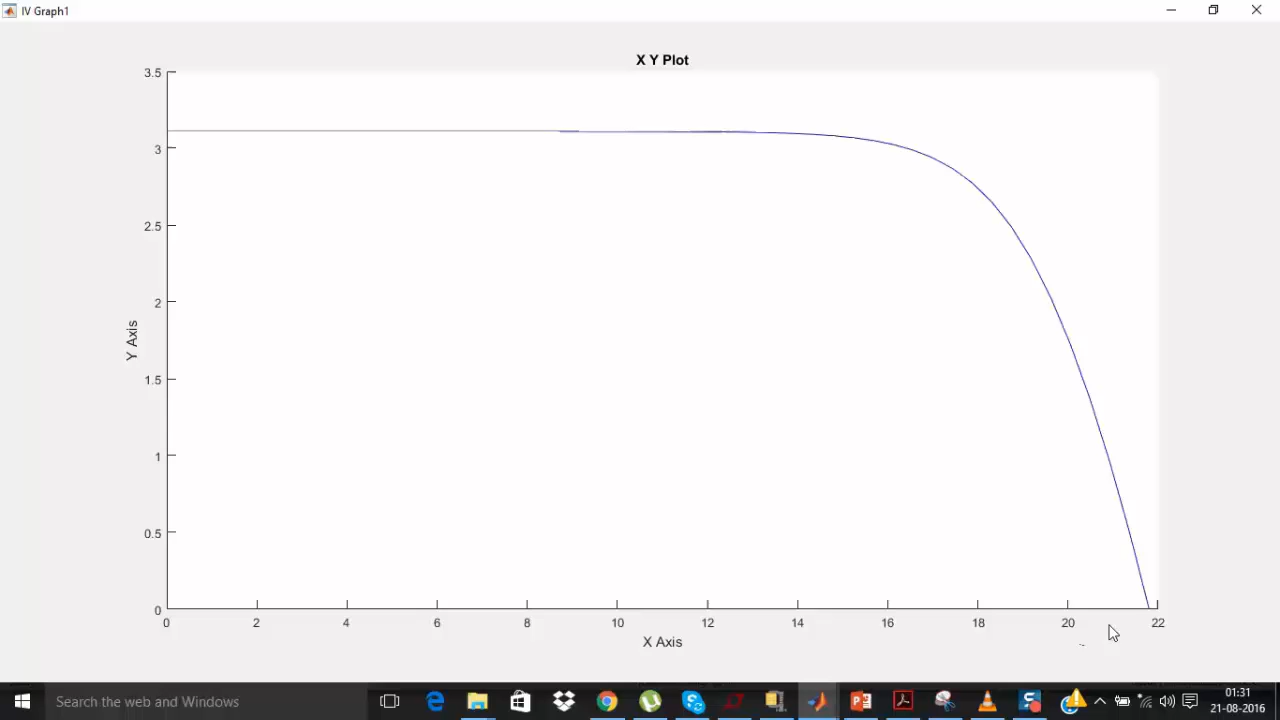 IV Graph1
X Y Plot
3.5
3
2.5
2
1.5
1
0.5
0
Y Axis
0 2 4 6 8 10 12 14 16 18 20 22
X Axis
Search the web and Windows
01:31
21-08-2016